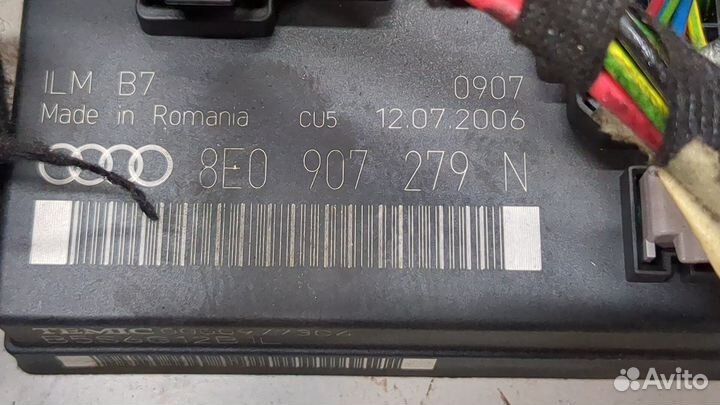 ILM B7 0907
Made in Romania CU5 12.07.2006
8E0 907 279 N
TEMIC
Avito